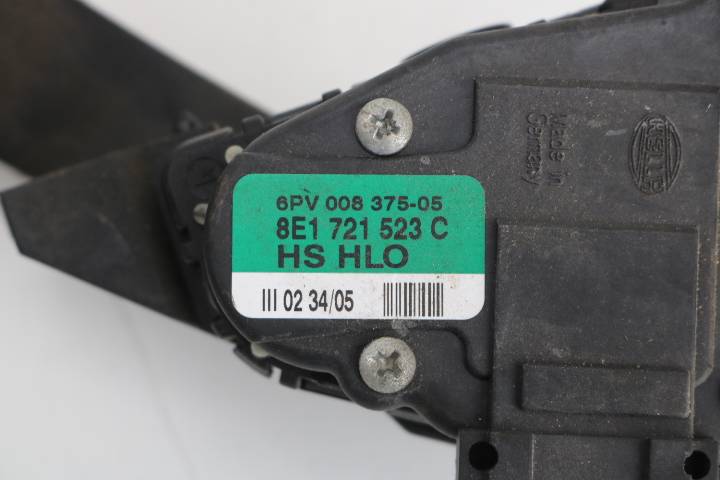 6PV 008 375-05
8E1 721 523 C
HS HLO
III 02 34/05
Made in
Germany
HELLA